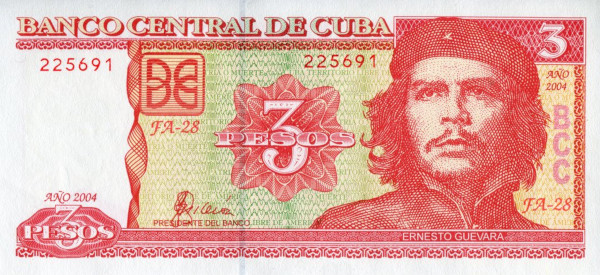 BANCO CENTRAL DE CUBA
3
225691
225691
AÑO
2004
FA-28
3
PESOS
BCC
FA-28
AÑO 2004
PRESIDENTE DEL BANCO
3
PESOS
ERNESTO GUEVARA